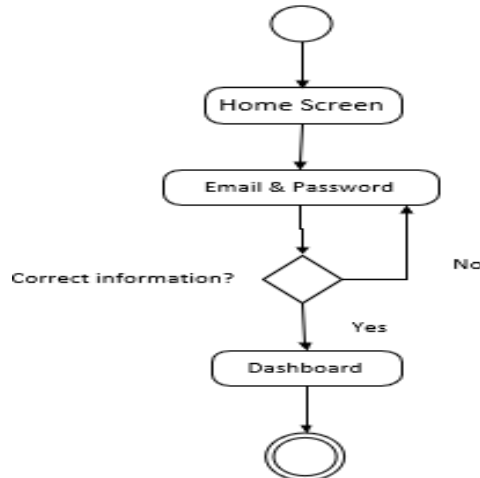 Home Screen
Email & Password
Correct information?
No
Yes
Dashboard